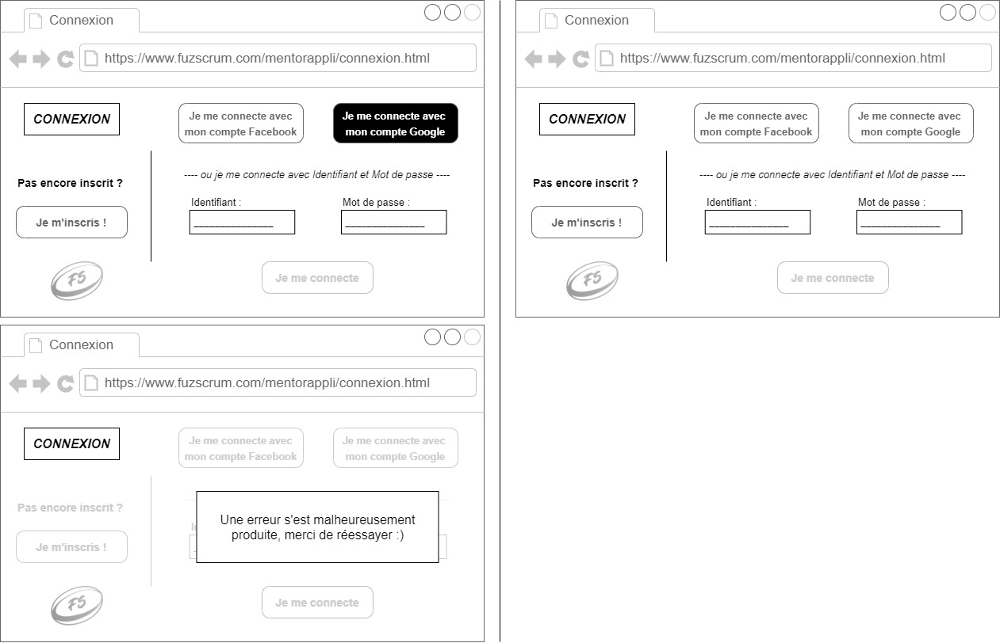 Connexion
https://www.fuzscrum.com/mentorappli/connexion.html
CONNEXION
Je me connecte avec
mon compte Facebook
Je me connecte avec
mon compte Google
---- ou je me connecte avec Identifiant et Mot de passe ----
Pas encore inscrit ?
Identifiant :
Mot de passe :
_______________
_______________
Je m'inscris !
FS
Je me connecte
Connexion
https://www.fuzscrum.com/mentorappli/connexion.html
CONNEXION
Je me connecte avec
mon compte Facebook
Je me connecte avec
mon compte Google
Pas encore inscrit ?
Une erreur s'est malheureusement
produite, merci de réessayer :)
Je m'inscris !
FS
Je me connecte
Connexion
https://www.fuzscrum.com/mentorappli/connexion.html
CONNEXION
Je me connecte avec
mon compte Facebook
Je me connecte avec
mon compte Google
---- ou je me connecte avec Identifiant et Mot de passe ----
Pas encore inscrit ?
Identifiant :
Mot de passe :
_______________
_______________
Je m'inscris !
FS
Je me connecte